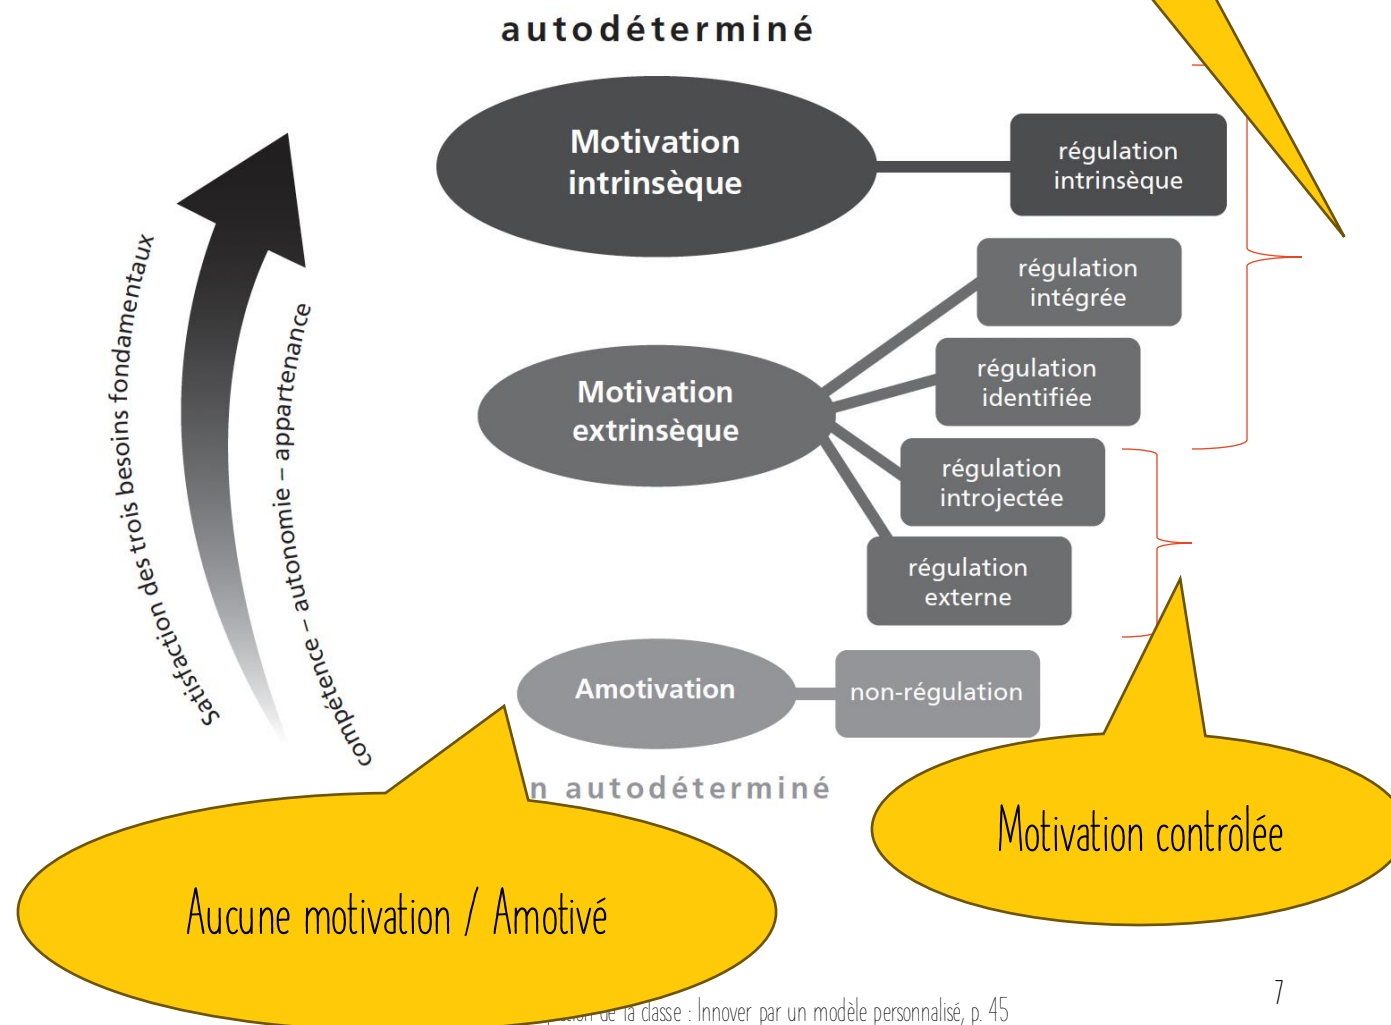 autodéterminé
Motivation
intrinsèque
régulation
intrinsèque
régulation
intégrée
régulation
identifiée
Motivation
extrinsèque
régulation
introjectée
régulation
externe
Amotivation
non-régulation
Satisfaction des trois besoins fondamentaux
compétence – autonomie – appartenance
autodéterminé
Motivation contrôlée
Aucune motivation / Amotivé
de la classe : Innover par un modèle personnalisé, p. 45
7